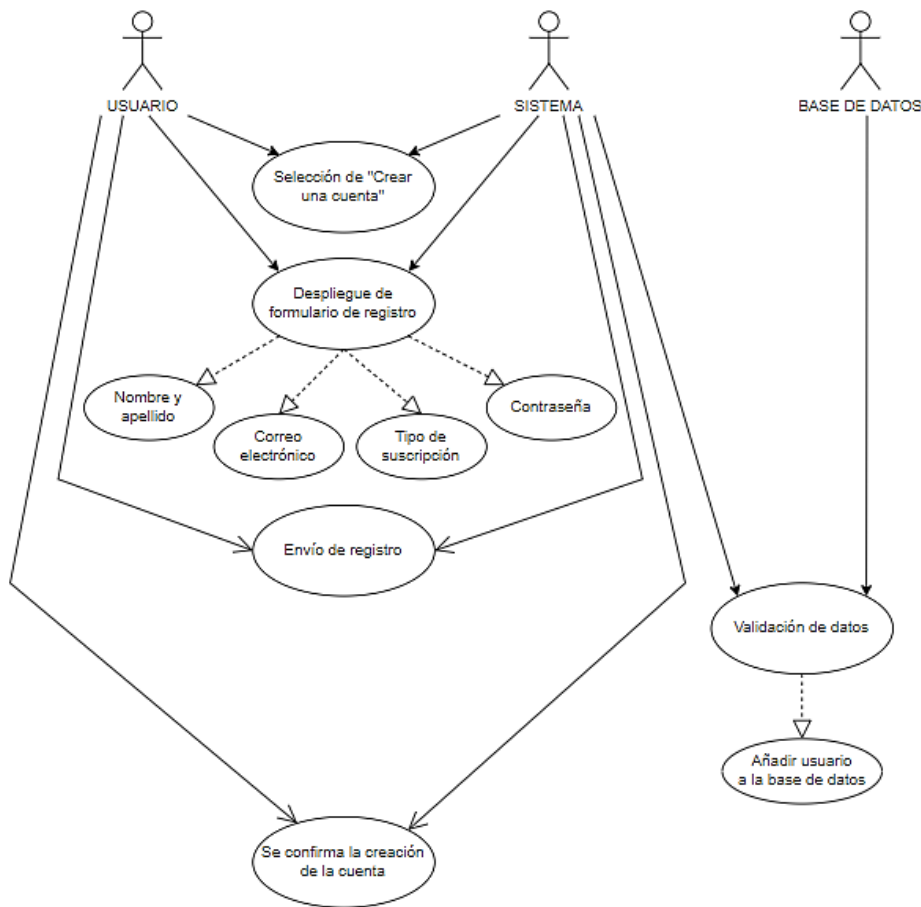 USUARIO
SISTEMA
BASE DE DATOS
Selección de "Crear
una cuenta"
Despliegue de
formulario de registro
Nombre y
apellido
Correo
electrónico
Tipo de
suscripción
Contraseña
Envío de registro
Validación de datos
Añadir usuario
a la base de datos
Se confirma la creación
de la cuenta